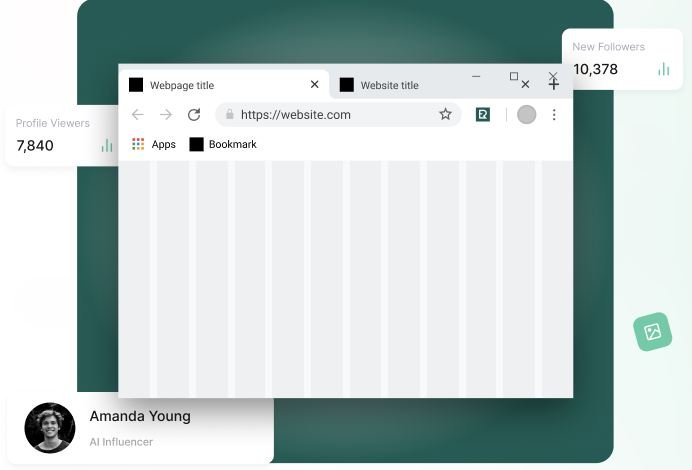 New Followers
10,378
Webpage title
Website title
Profile Viewers
7,840
https://website.com
Apps
Bookmark
Amanda Young
AI Influencer